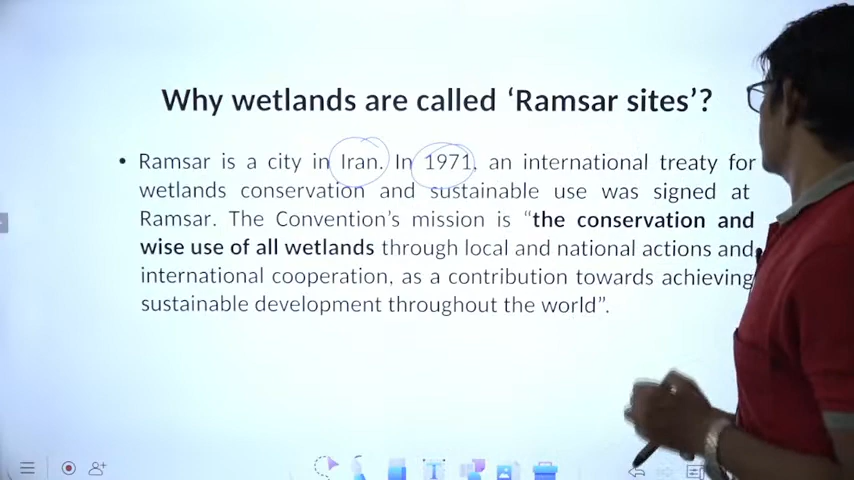 Why wetlands are called ‘Ramsar sites’?
• Ramsar is a city in Iran. In 1971, an international treaty for
wetlands conservation and sustainable use was signed at
Ramsar. The Convention’s mission is “the conservation and
wise use of all wetlands through local and national actions and
international cooperation, as a contribution towards achieving
sustainable development throughout the world”.